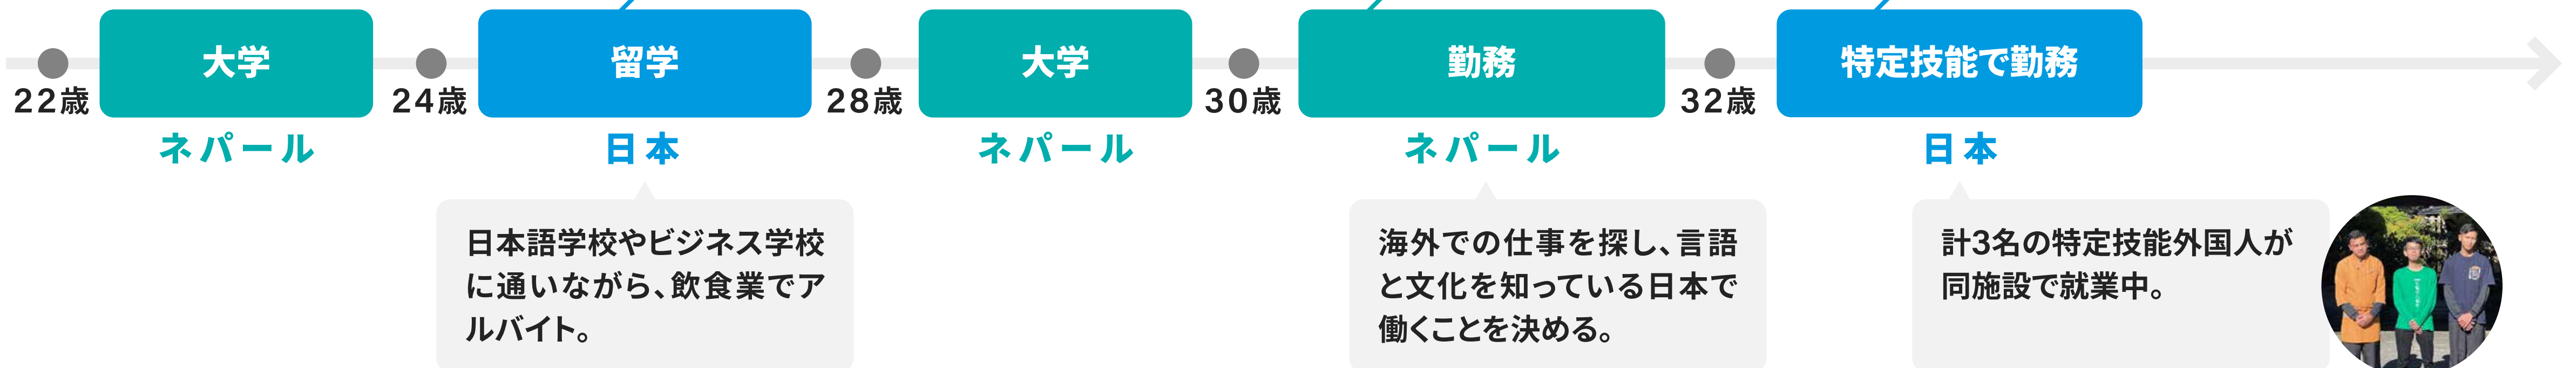 大学
留学
大学
勤務
特定技能で勤務
22歳
24歳
28歳
30歳
32歳
ネパール
日本
ネパール
ネパール
日本
日本語学校やビジネス学校
に通いながら、飲食業でア
ルバイト。
海外での仕事を探し、言語
と文化を知っている日本で
働くことを決める。
計3名の特定技能外国人が
同施設で就業中。